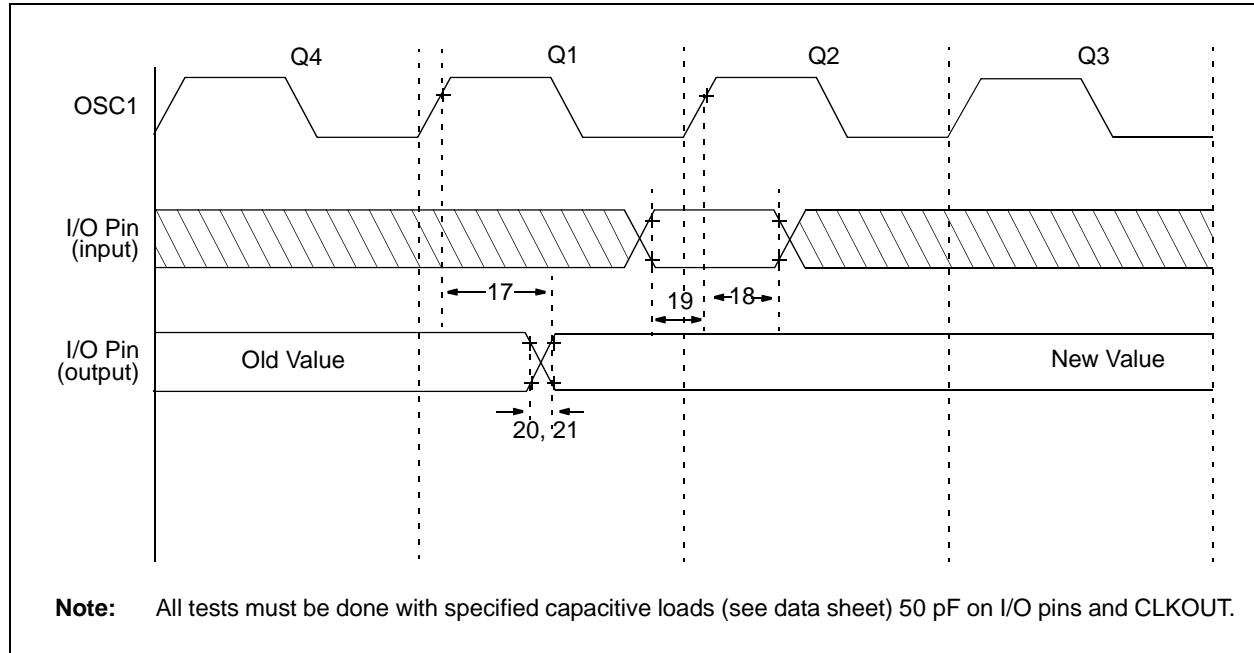 Q4 Q1 Q2 Q3
OSC1
I/O Pin
(input)
17
19
18
I/O Pin
(output)
Old Value
New Value
20, 21
Note: All tests must be done with specified capacitive loads (see data sheet) 50 pF on I/O pins and CLKOUT.